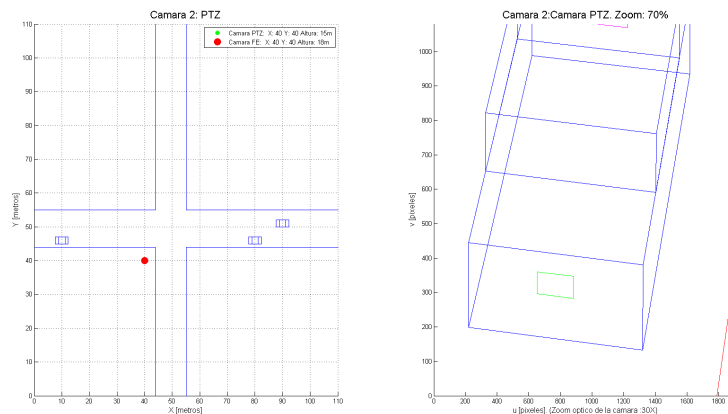 Camara 2: PTZ
Camara PTZ: X: 40 Y: 40 Altura: 15m
Camara FE: X: 40 Y: 40 Altura: 18m
110
100
90
80
70
60
50
40
30
20
10
0
Y [metros]
0 10 20 30 40 50 60 70 80 90 100 110
X [metros]
Camara 2:Camara PTZ. Zoom: 70%
1000
900
800
700
600
500
400
300
200
100
0
v [pixeles]
0 200 400 600 800 1000 1200 1400 1600 1800
u [pixeles]. (Zoom optico de la camara :30X)